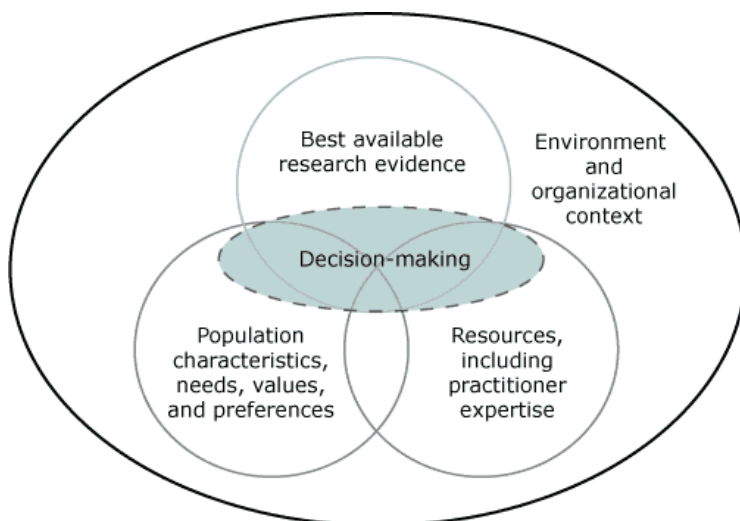 Best available
research evidence
Environment
and
organizational
context
Decision-making
Population
characteristics,
needs, values,
and preferences
Resources,
including
practitioner
expertise